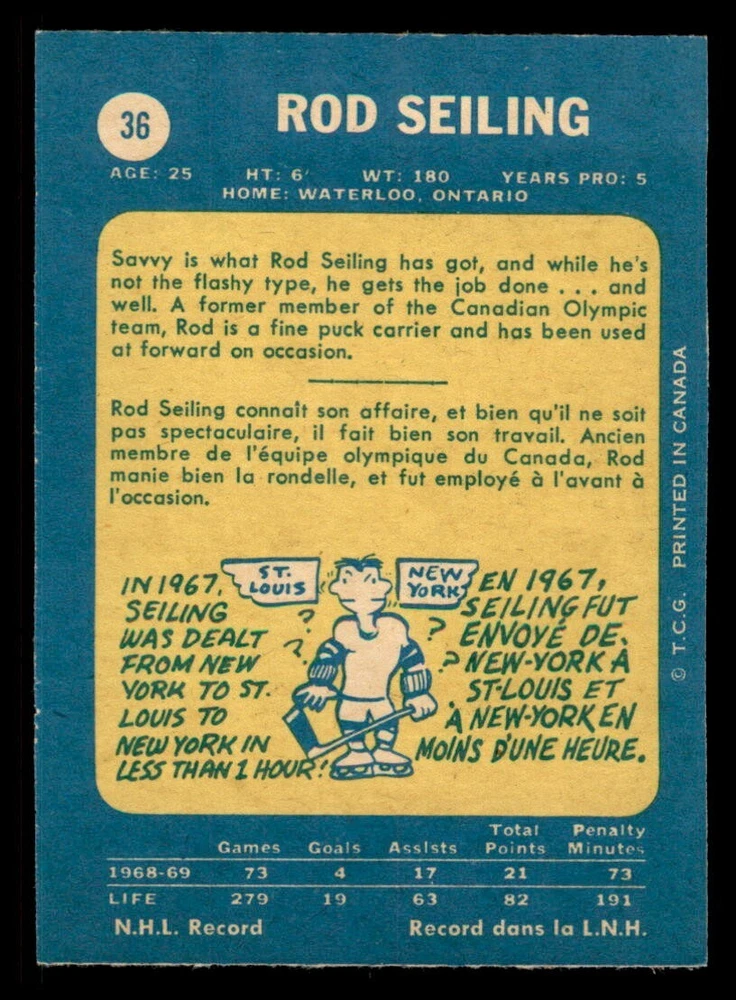 36
ROD SEILING
AGE: 25 HT: 6' WT: 180 YEARS PRO: 5
HOME: WATERLOO, ONTARIO
Savvy is what Rod Seiling has got, and while he's
not the flashy type, he gets the job done . . . and
well. A former member of the Canadian Olympic
team, Rod is a fine puck carrier and has been used
at forward on occasion.
Rod Seiling connaît son affaire, et bien qu'il ne soit
pas spectaculaire, il fait bien son travail. Ancien
membre de l'équipe olympique du Canada, Rod
manie bien la rondelle, et fut employé à l'avant à
l'occasion.
IN 1967,
SEILING
WAS DEALT
FROM NEW
YORK TO ST.
LOUIS TO
NEW YORK IN
LESS THAN 1 HOUR!
ST.
LOUIS
NEW
YORK
? ? ? ?
EN 1967,
SEILING FUT
ENVOYÉ DE
NEW-YORK À
ST-LOUIS ET
À NEW-YORK EN
MOINS D'UNE HEURE.
© T.C.G. PRINTED IN CANADA
Games Goals Assists Total Points Penalty Minutes
1968-69 73 4 17 21 73
LIFE 279 19 63 82 191
N.H.L. Record Record dans la L.N.H.